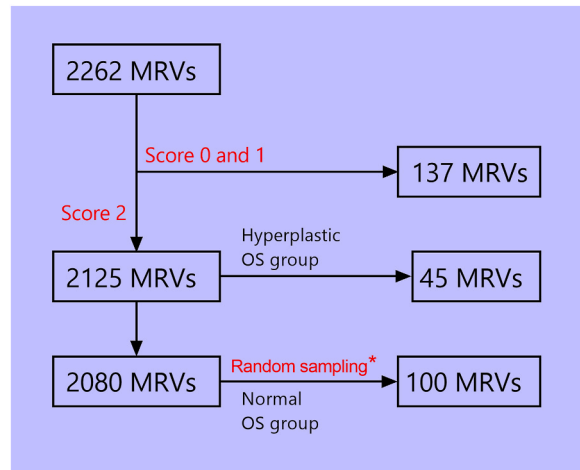 2262 MRVs
Score 0 and 1
137 MRVs
Score 2
Hyperplastic
OS group
2125 MRVs
45 MRVs
Random sampling*
2080 MRVs
100 MRVs
Normal
OS group